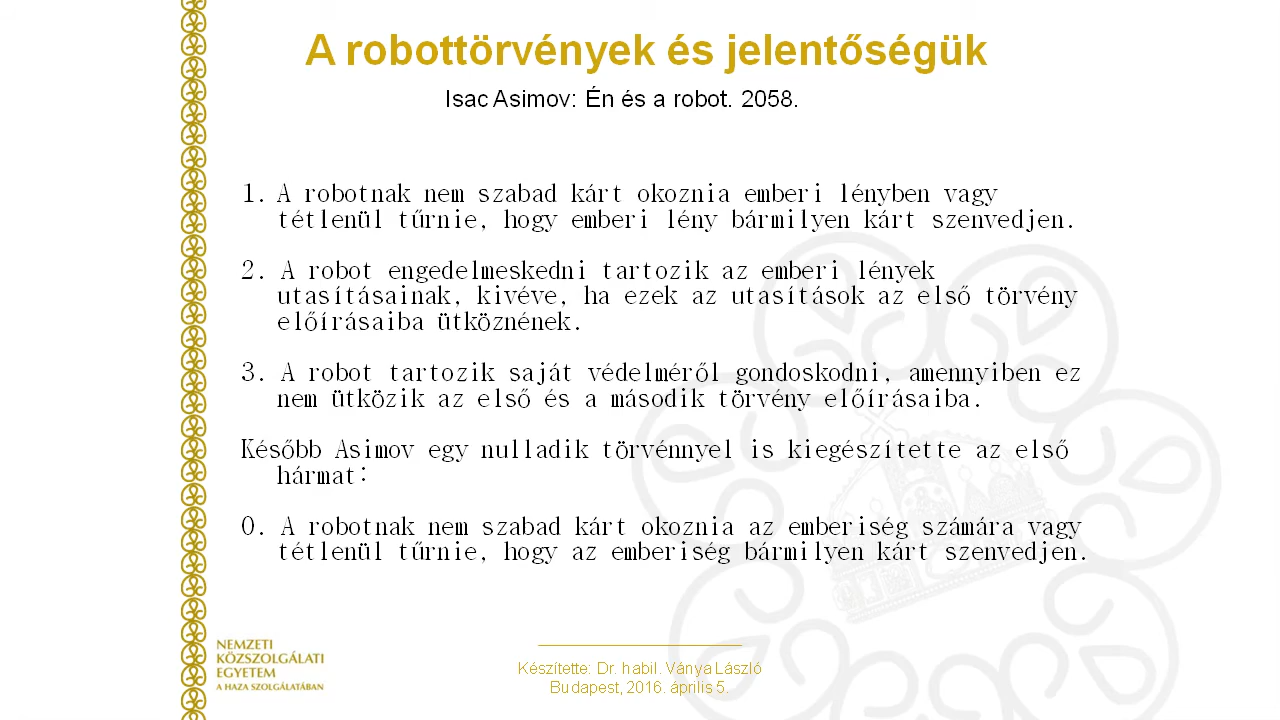 A robottörvények és jelentőségük
Isac Asimov: Én és a robot. 2058.
1. A robotnak nem szabad kárt okoznia emberi lényben vagy
tétlenül tűrnie, hogy emberi lény bármilyen kárt szenvedjen.
2. A robot engedelmeskedni tartozik az emberi lények
utasításainak, kivéve, ha ezek az utasítások az első törvény
előírásaiba ütköznének.
3. A robot tartozik saját védelméről gondoskodni, amennyiben ez
nem ütközik az első és a második törvény előírásaiba.
Később Asimov egy nulladik törvénnyel is kiegészítette az első
hármat:
0. A robotnak nem szabad kárt okoznia az emberiség számára vagy
tétlenül tűrnie, hogy az emberiség bármilyen kárt szenvedjen.
NEMZETI
KÖZSZOLGÁLATI
EGYETEM
A HAZA SZOLGÁLATÁBAN
Készítette: Dr. habil. Ványa László
Budapest, 2016. április 5.